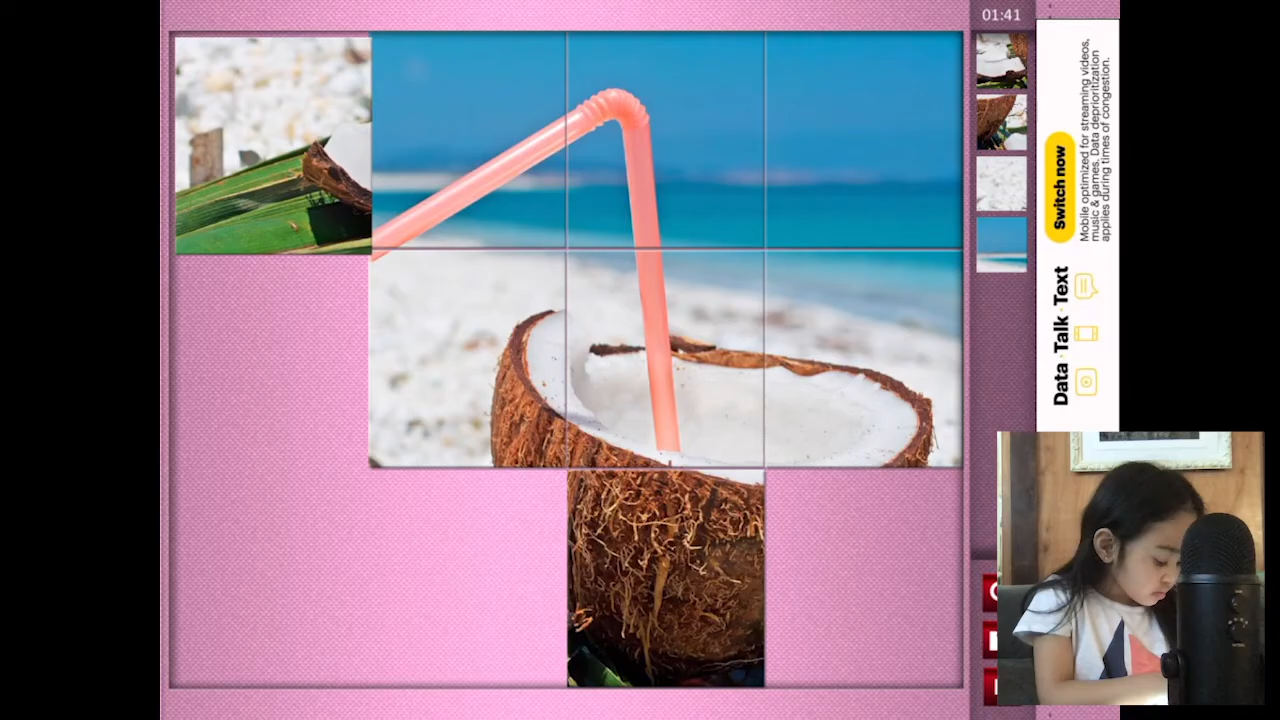 01:41
Mobile optimized for streaming videos,
music & games. Data deprioritization
applies during times of congestion.
Switch now
Data · Talk · Text